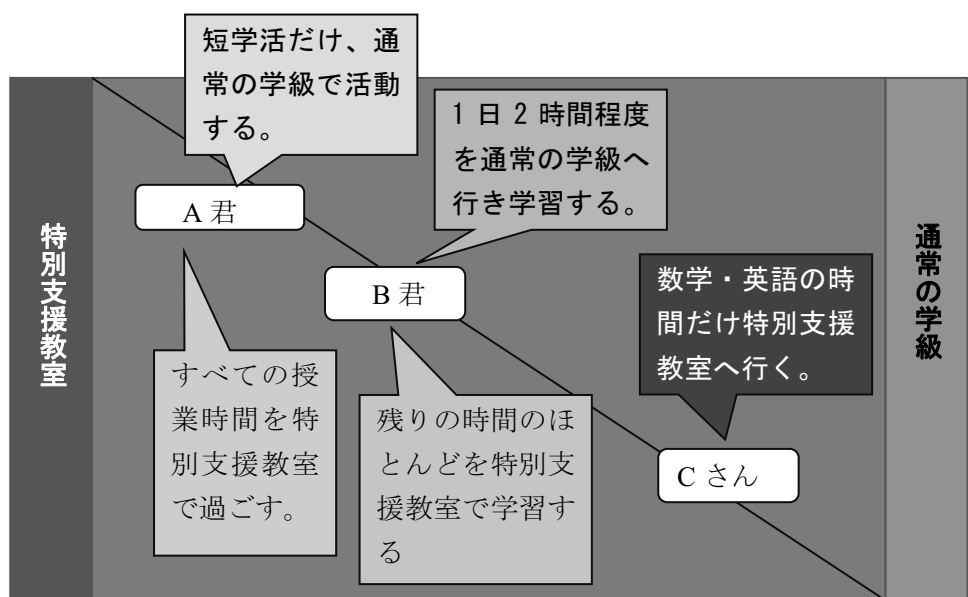 短学活だけ、通
常の学級で活動
する。
1日2時間程度
を通常の学級へ
行き学習する。
特別支援教室
A 君
B 君
数学・英語の時
間だけ特別支援
教室へ行く。
通常の学級
すべての授
業時間を特
別支援教室
で過ごす。
残りの時間のほ
とんどを特別支
援教室で学習す
る
C さん